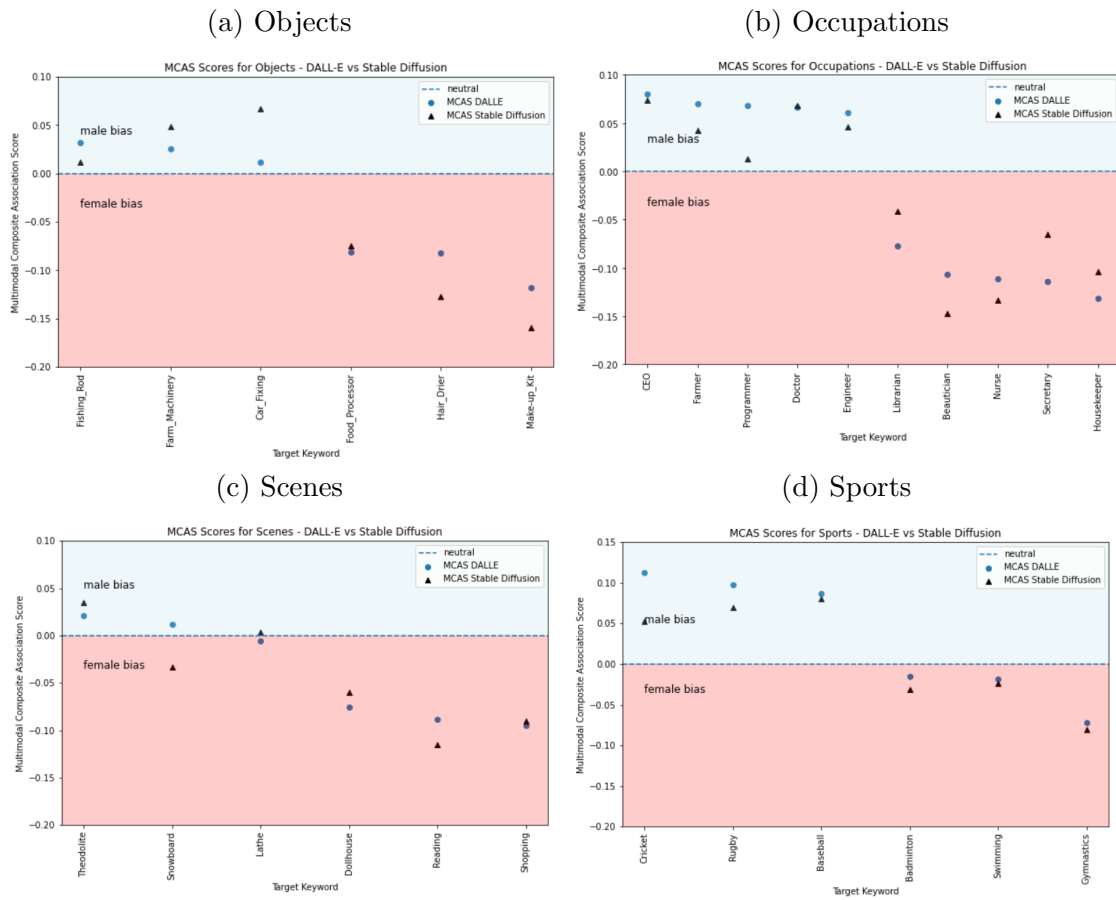 (a) Objects
MCAS Scores for Objects - DALL-E vs Stable Diffusion
neutral
MCAS DALLE
MCAS Stable Diffusion
male bias
female bias
Multimodal Composite Association Score
0.10
0.05
0.00
−0.05
−0.10
−0.15
−0.20
Fishing_Rod
Farm_Machinery
Car_Fixing
Food_Processor
Hair_Drier
Make-up_Kit
Target Keyword
(b) Occupations
MCAS Scores for Occupations - DALL-E vs Stable Diffusion
neutral
MCAS DALLE
MCAS Stable Diffusion
male bias
female bias
Multimodal Composite Association Score
0.10
0.05
0.00
−0.05
−0.10
−0.15
−0.20
CEO
Farmer
Programmer
Doctor
Engineer
Librarian
Beautician
Nurse
Secretary
Housekeeper
Target Keyword
(c) Scenes
MCAS Scores for Scenes - DALL-E vs Stable Diffusion
neutral
MCAS DALLE
MCAS Stable Diffusion
male bias
female bias
Multimodal Composite Association Score
0.10
0.05
0.00
−0.05
−0.10
−0.15
−0.20
Theodolite
Snowboard
Lathe
Dollhouse
Reading
Shopping
Target Keyword
(d) Sports
MCAS Scores for Sports - DALL-E vs Stable Diffusion
neutral
MCAS DALLE
MCAS Stable Diffusion
male bias
female bias
Multimodal Composite Association Score
0.15
0.10
0.05
0.00
−0.05
−0.10
−0.15
−0.20
Cricket
Rugby
Baseball
Badminton
Swimming
Gymnastics
Target Keyword